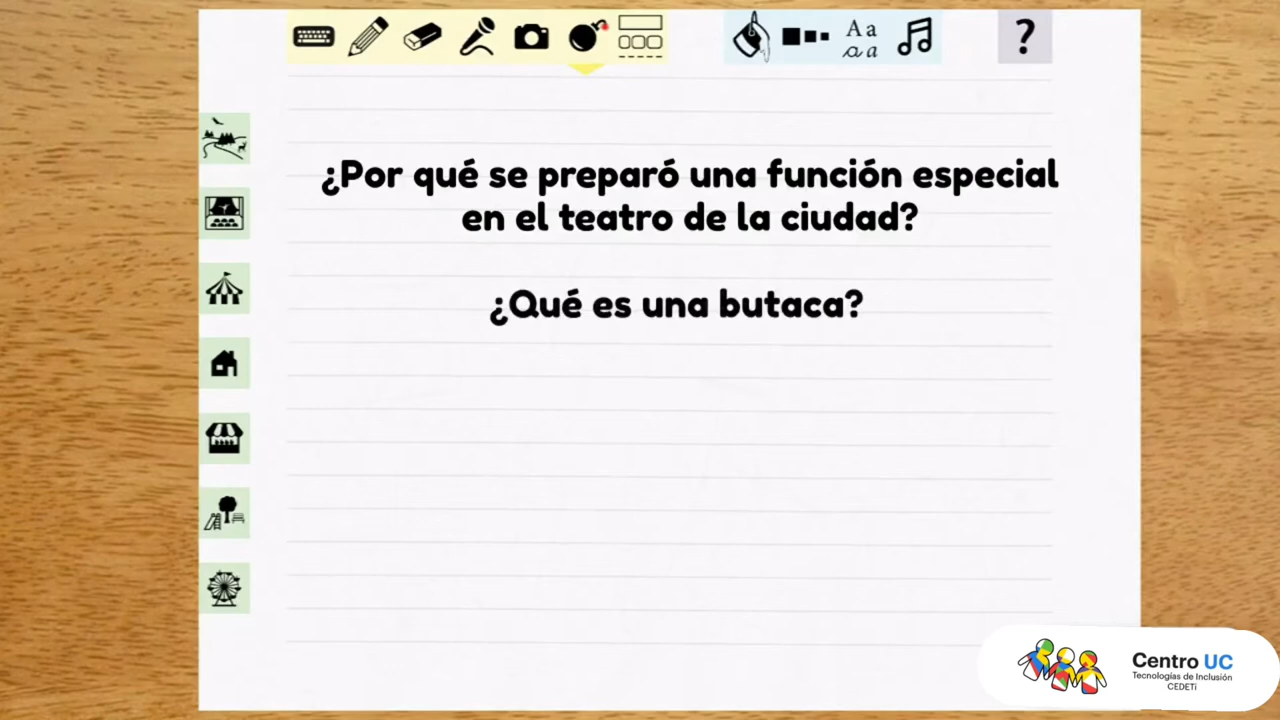 Aa
aa
?
¿Por qué se preparó una función especial
en el teatro de la ciudad?
¿Qué es una butaca?
Centro UC
Tecnologías de Inclusión
CEDETi